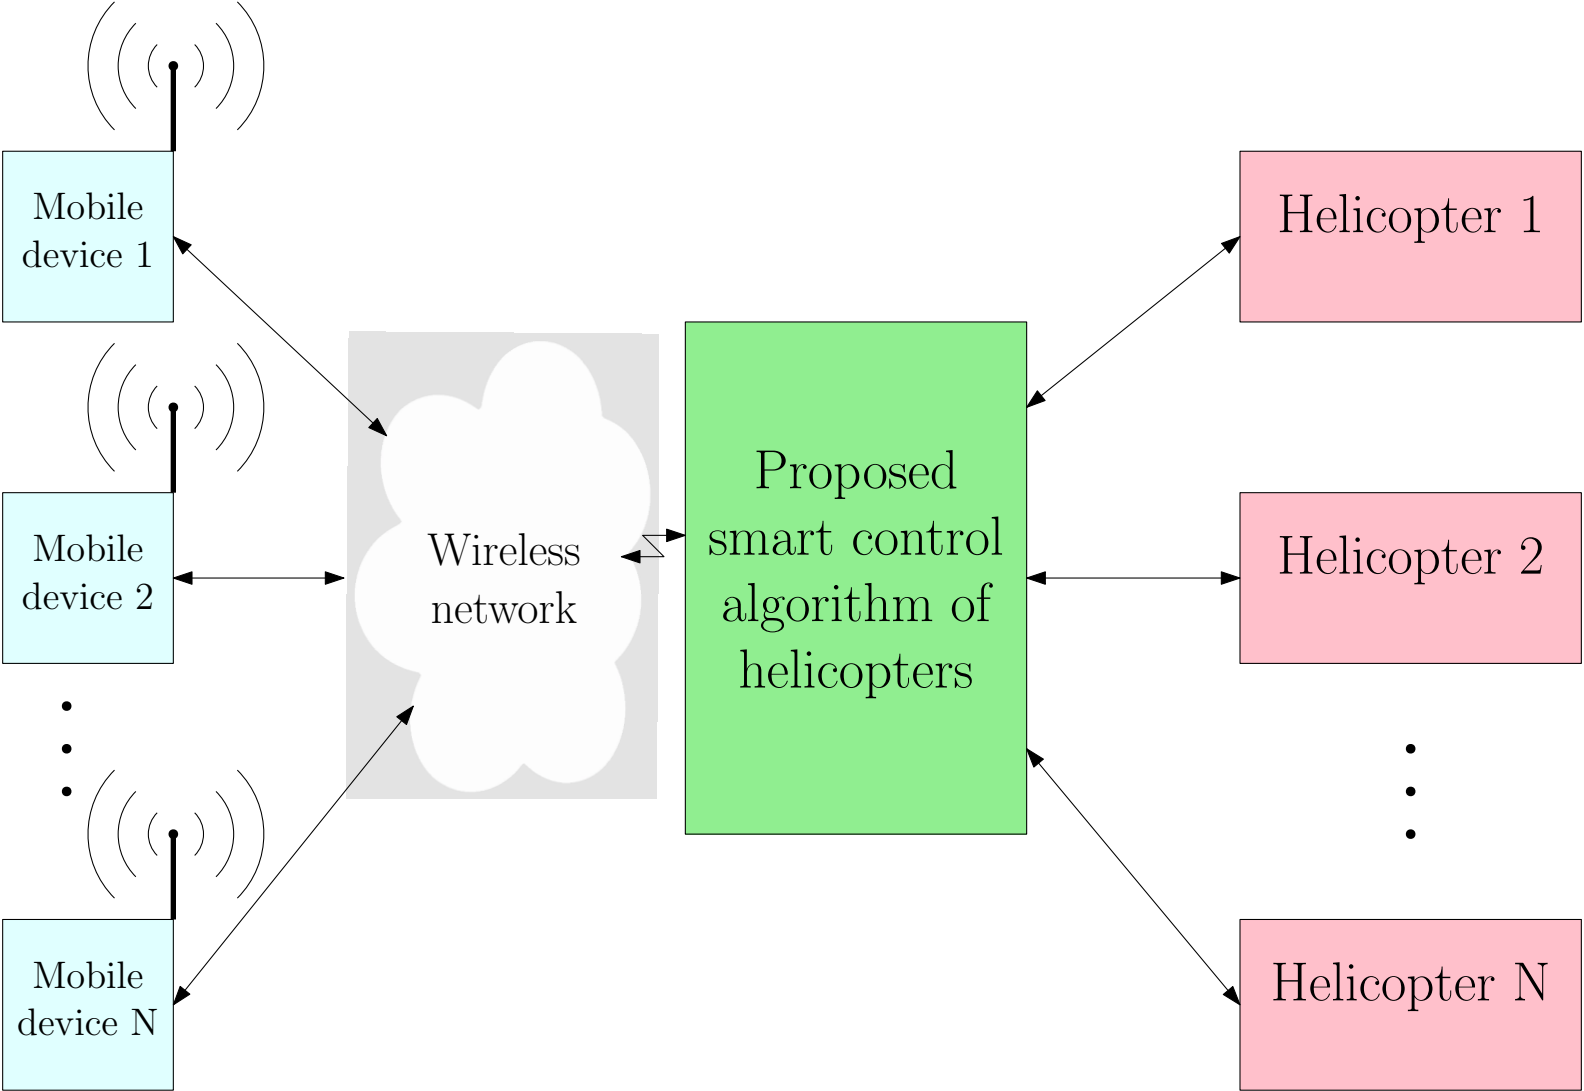 Mobile
device 1
Helicopter 1
Mobile
device 2
Wireless
network
Proposed
smart control
algorithm of
helicopters
Helicopter 2
Mobile
device N
Helicopter N